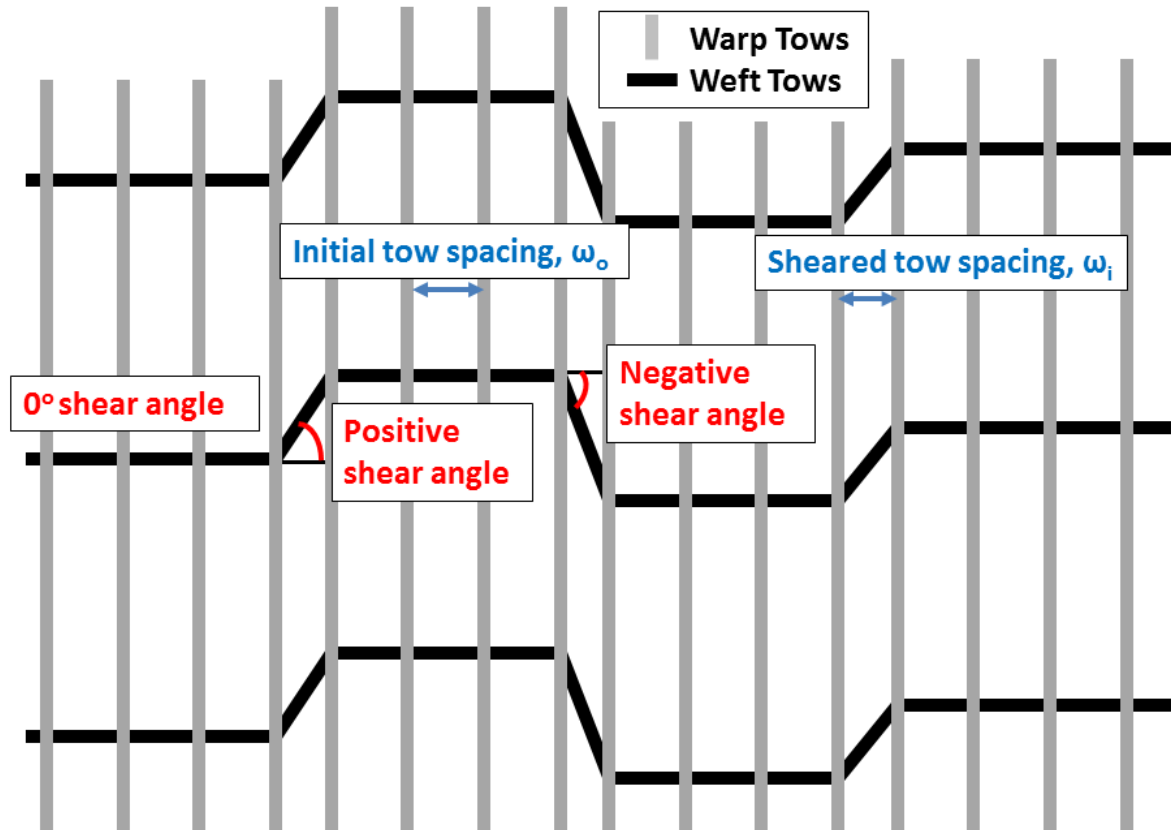 Warp Tows
Weft Tows
Initial tow spacing, ωₒ
Sheared tow spacing, ωᵢ
0° shear angle
Positive
shear angle
Negative
shear angle